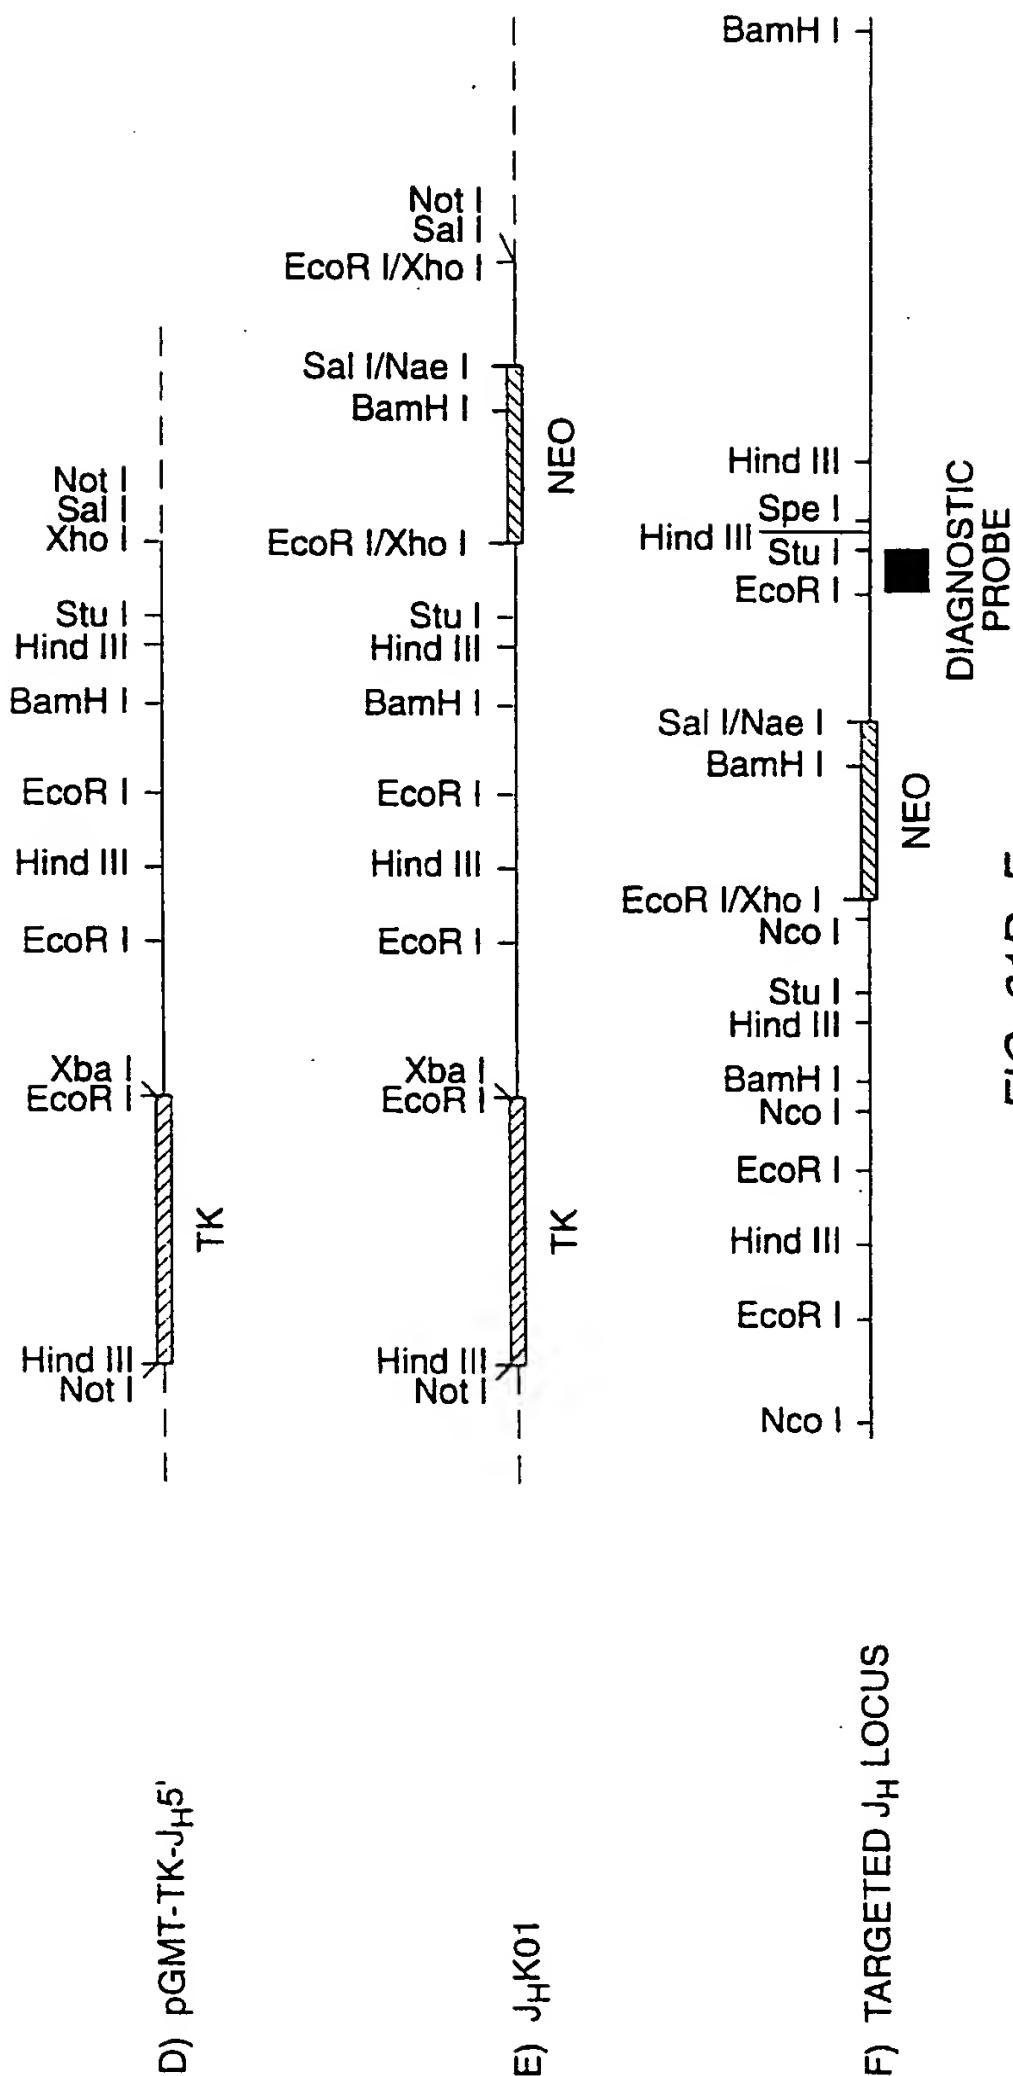 D) pGMT-TK-JH5'
Not I
Hind III
TK
EcoR I
Xba I
EcoR I
Hind III
EcoR I
BamH I
Hind III
Stu I
Xho I
Sal I
Not I
E) JHK01
Not I
Hind III
TK
EcoR I
Xba I
EcoR I
Hind III
EcoR I
BamH I
Hind III
Stu I
EcoR I/Xho I
NEO
BamH I
Sal I/Nae I
EcoR I/Xho I
Sal I
Not I
F) TARGETED JH LOCUS
Nco I
EcoR I
Hind III
EcoR I
Nco I
BamH I
Hind III
Stu I
Nco I
EcoR I/Xho I
NEO
BamH I
Sal I/Nae I
EcoR I
Stu I
Hind III
Spe I
Hind III
BamH I
DIAGNOSTIC
PROBE